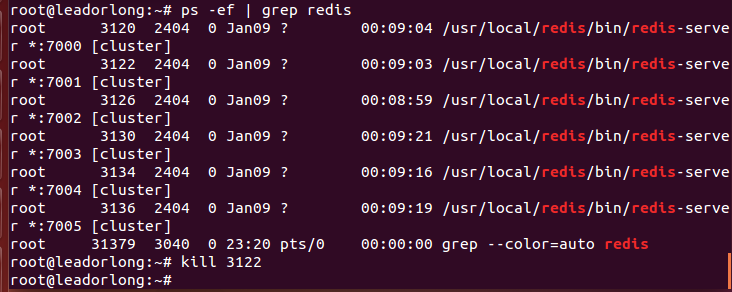 root@leadorlong:~# ps -ef | grep redis
root      3120  2404  0 Jan09 ?        00:09:04 /usr/local/redis/bin/redis-serve
r *:7000 [cluster]
root      3122  2404  0 Jan09 ?        00:09:03 /usr/local/redis/bin/redis-serve
r *:7001 [cluster]
root      3126  2404  0 Jan09 ?        00:08:59 /usr/local/redis/bin/redis-serve
r *:7002 [cluster]
root      3130  2404  0 Jan09 ?        00:09:21 /usr/local/redis/bin/redis-serve
r *:7003 [cluster]
root      3134  2404  0 Jan09 ?        00:09:16 /usr/local/redis/bin/redis-serve
r *:7004 [cluster]
root      3136  2404  0 Jan09 ?        00:09:19 /usr/local/redis/bin/redis-serve
r *:7005 [cluster]
root     31379  3040  0 23:20 pts/0    00:00:00 grep --color=auto redis
root@leadorlong:~# kill 3122
root@leadorlong:~#